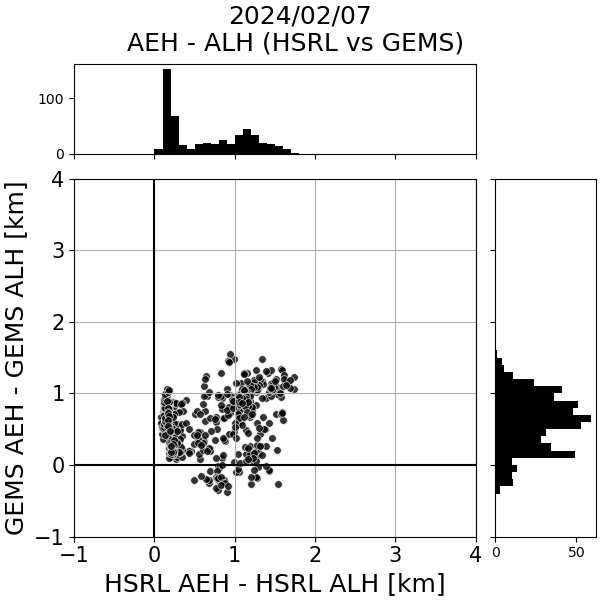 2024/02/07
AEH - ALH (HSRL vs GEMS)
100
0
GEMS AEH - GEMS ALH [km]
4
3
2
1
0
−1
−1 0 1 2 3 4
0 50
HSRL AEH - HSRL ALH [km]